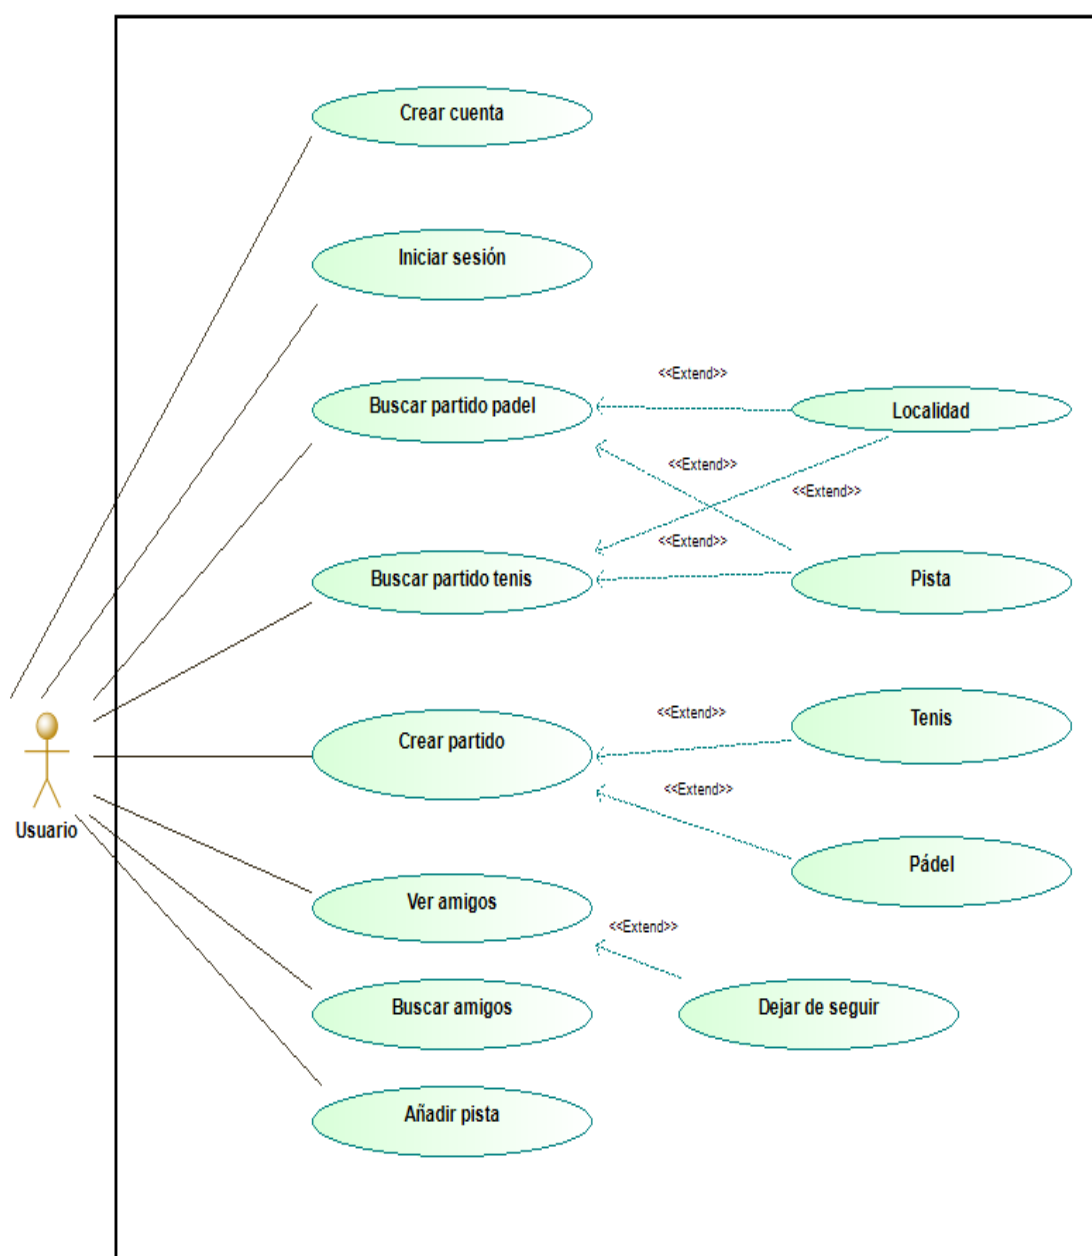 Crear cuenta
Iniciar sesión
<<Extend>>
Buscar partido padel
Localidad
<<Extend>>
<<Extend>>
<<Extend>>
Buscar partido tenis
Pista
<<Extend>>
Tenis
Crear partido
<<Extend>>
Usuario
Pádel
Ver amigos
<<Extend>>
Buscar amigos
Dejar de seguir
Añadir pista